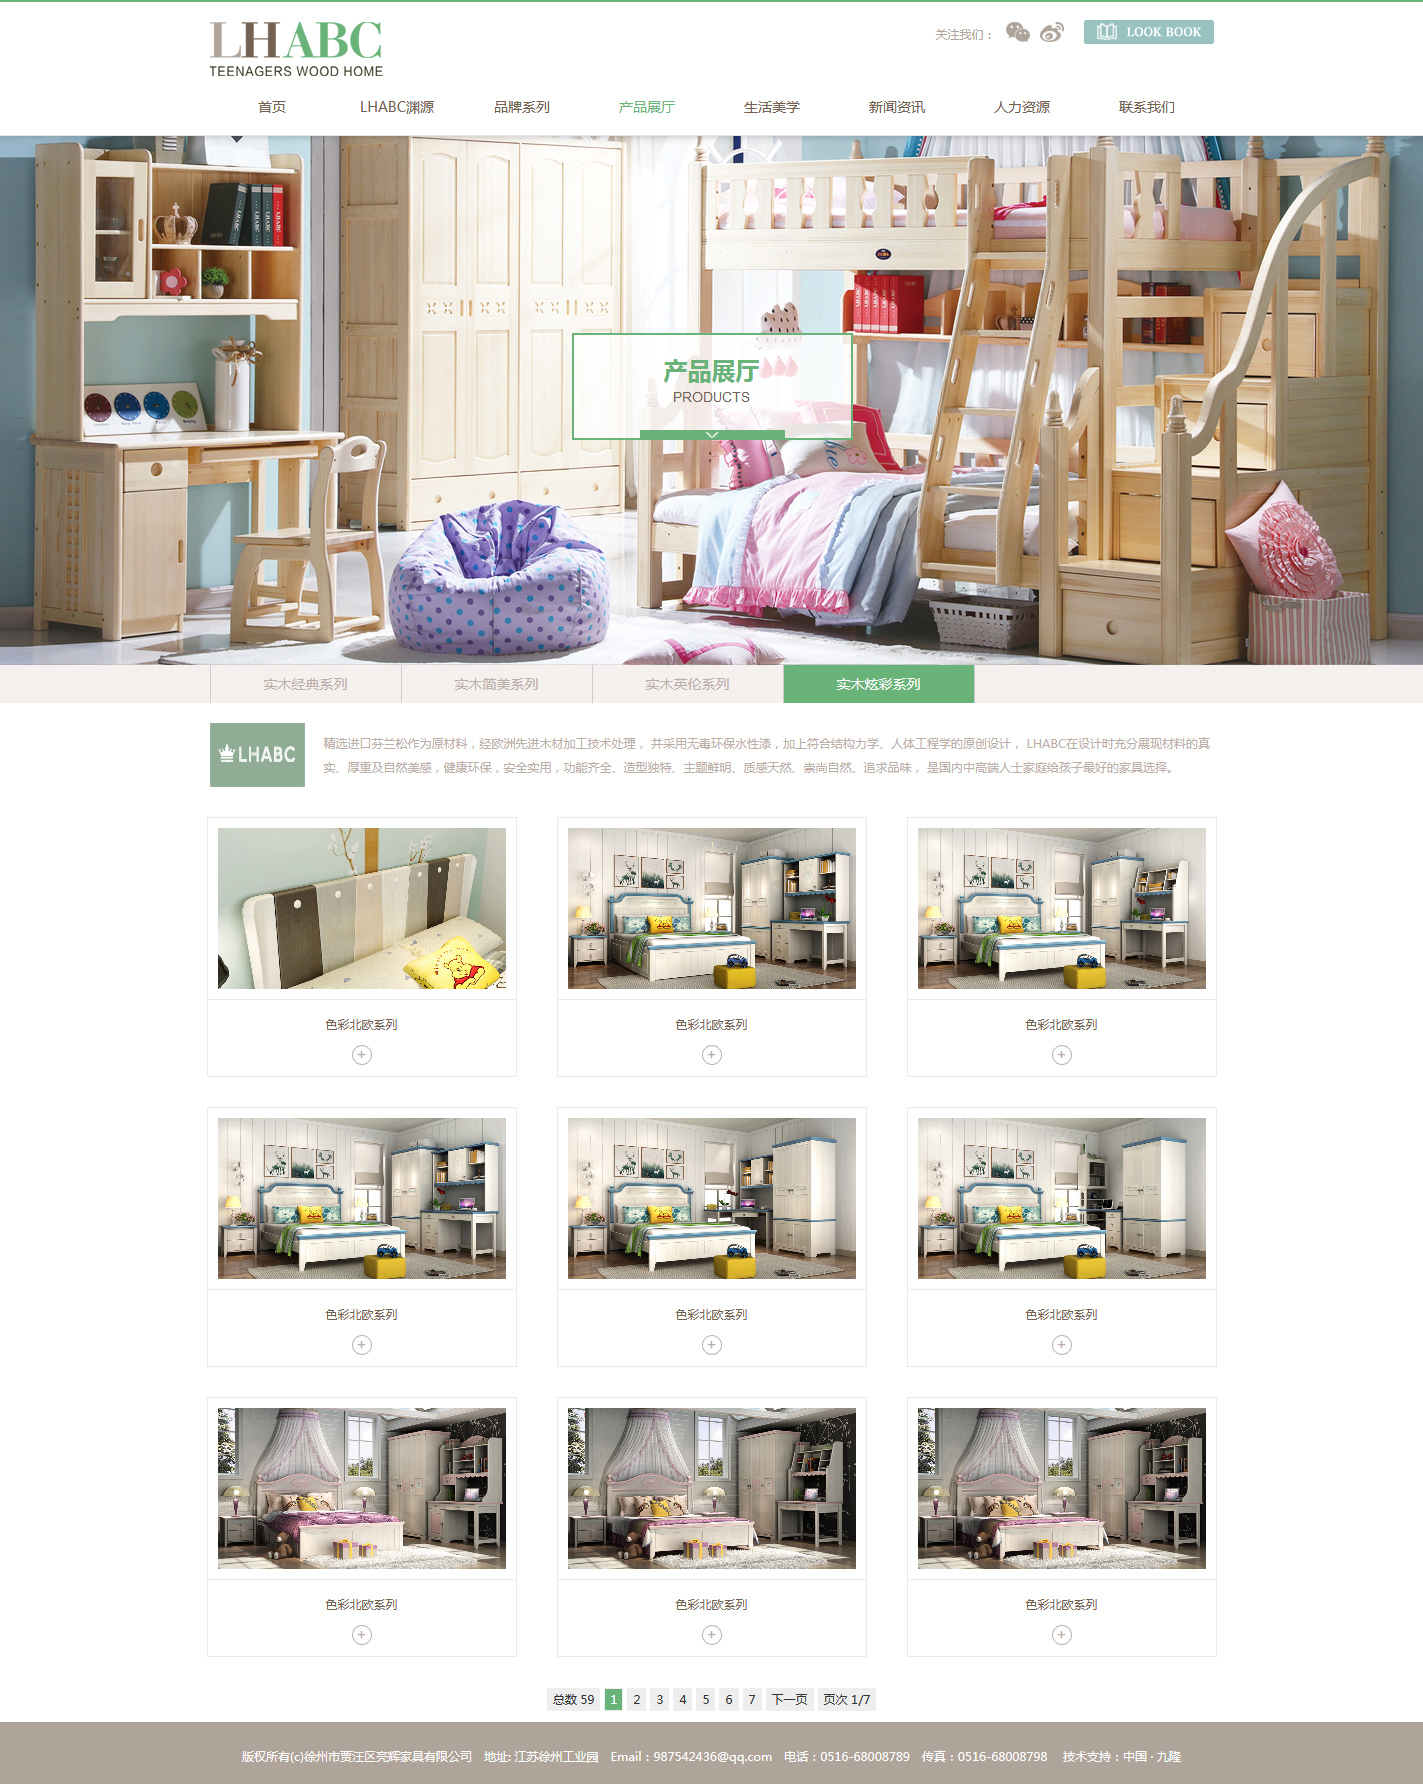 LHABC
TEENAGERS WOOD HOME
关注我们：
LOOK BOOK
首页 LHABC渊源 品牌系列 产品展厅 生活美学 新闻资讯 人力资源 联系我们
产品展厅
PRODUCTS
实木经典系列 实木简美系列 实木英伦系列 实木炫彩系列
LHABC
精选进口芬兰松作为原材料，经欧洲先进木材加工技术处理， 并采用无毒环保水性漆，加上符合结构力学、人体工程学的原创设计， LHABC在设计时充分展现材料的真
实、厚重及自然美感，健康环保，安全实用，功能齐全、造型独特、主题鲜明、质感天然、崇尚自然、追求品味， 是国内中高端人士家庭给孩子最好的家具选择。
色彩北欧系列 色彩北欧系列 色彩北欧系列
色彩北欧系列 色彩北欧系列 色彩北欧系列
色彩北欧系列 色彩北欧系列 色彩北欧系列
总数 59 1 2 3 4 5 6 7 下一页 页次 1/7
版权所有(c)徐州市贾汪区亮辉家具有限公司 地址: 江苏徐州工业园 Email：987542436@qq.com 电话：0516-68008789 传真：0516-68008798 技术支持：中国 · 九隆